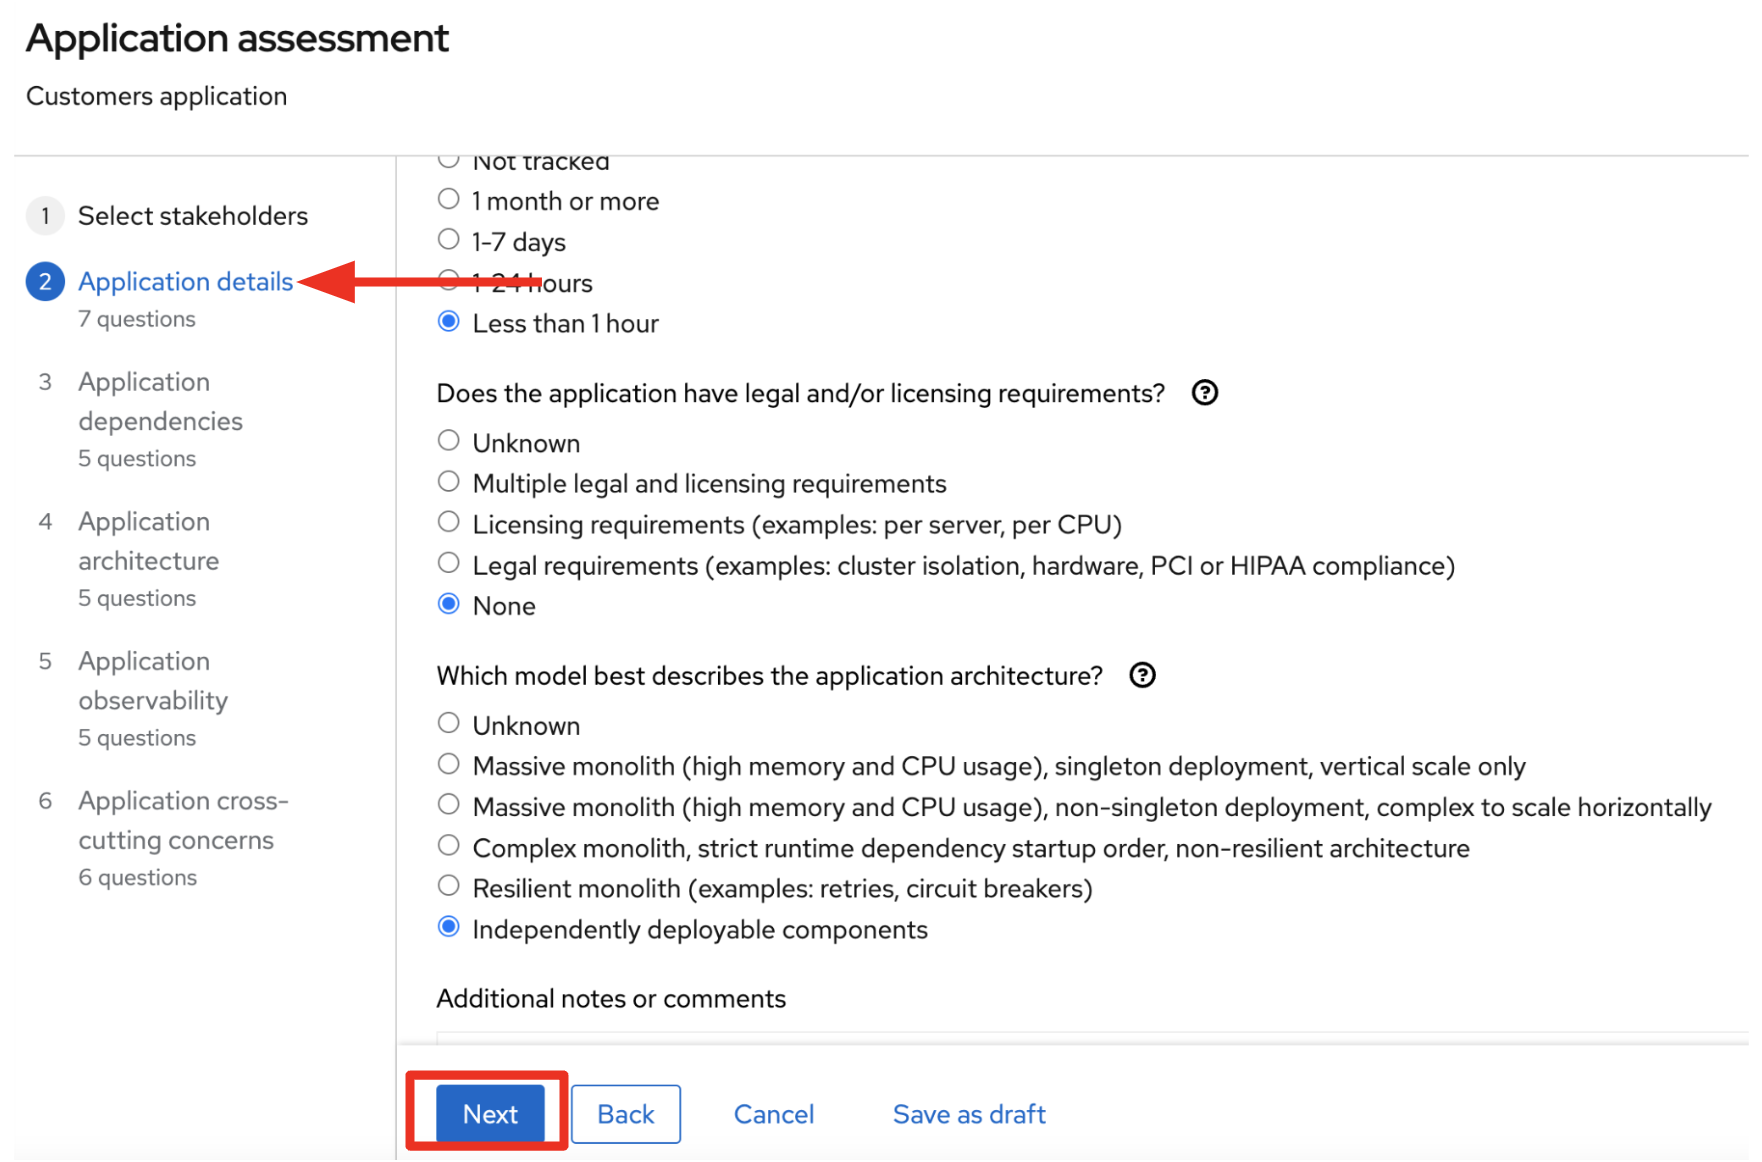 Application assessment
Customers application
1 Select stakeholders
2 Application details
7 questions
3 Application
dependencies
5 questions
4 Application
architecture
5 questions
5 Application
observability
5 questions
6 Application cross-
cutting concerns
6 questions
Not tracked
1 month or more
1-7 days
1-24 hours
Less than 1 hour
Does the application have legal and/or licensing requirements?
Unknown
Multiple legal and licensing requirements
Licensing requirements (examples: per server, per CPU)
Legal requirements (examples: cluster isolation, hardware, PCI or HIPAA compliance)
None
Which model best describes the application architecture?
Unknown
Massive monolith (high memory and CPU usage), singleton deployment, vertical scale only
Massive monolith (high memory and CPU usage), non-singleton deployment, complex to scale horizontally
Complex monolith, strict runtime dependency startup order, non-resilient architecture
Resilient monolith (examples: retries, circuit breakers)
Independently deployable components
Additional notes or comments
Next Back Cancel Save as draft